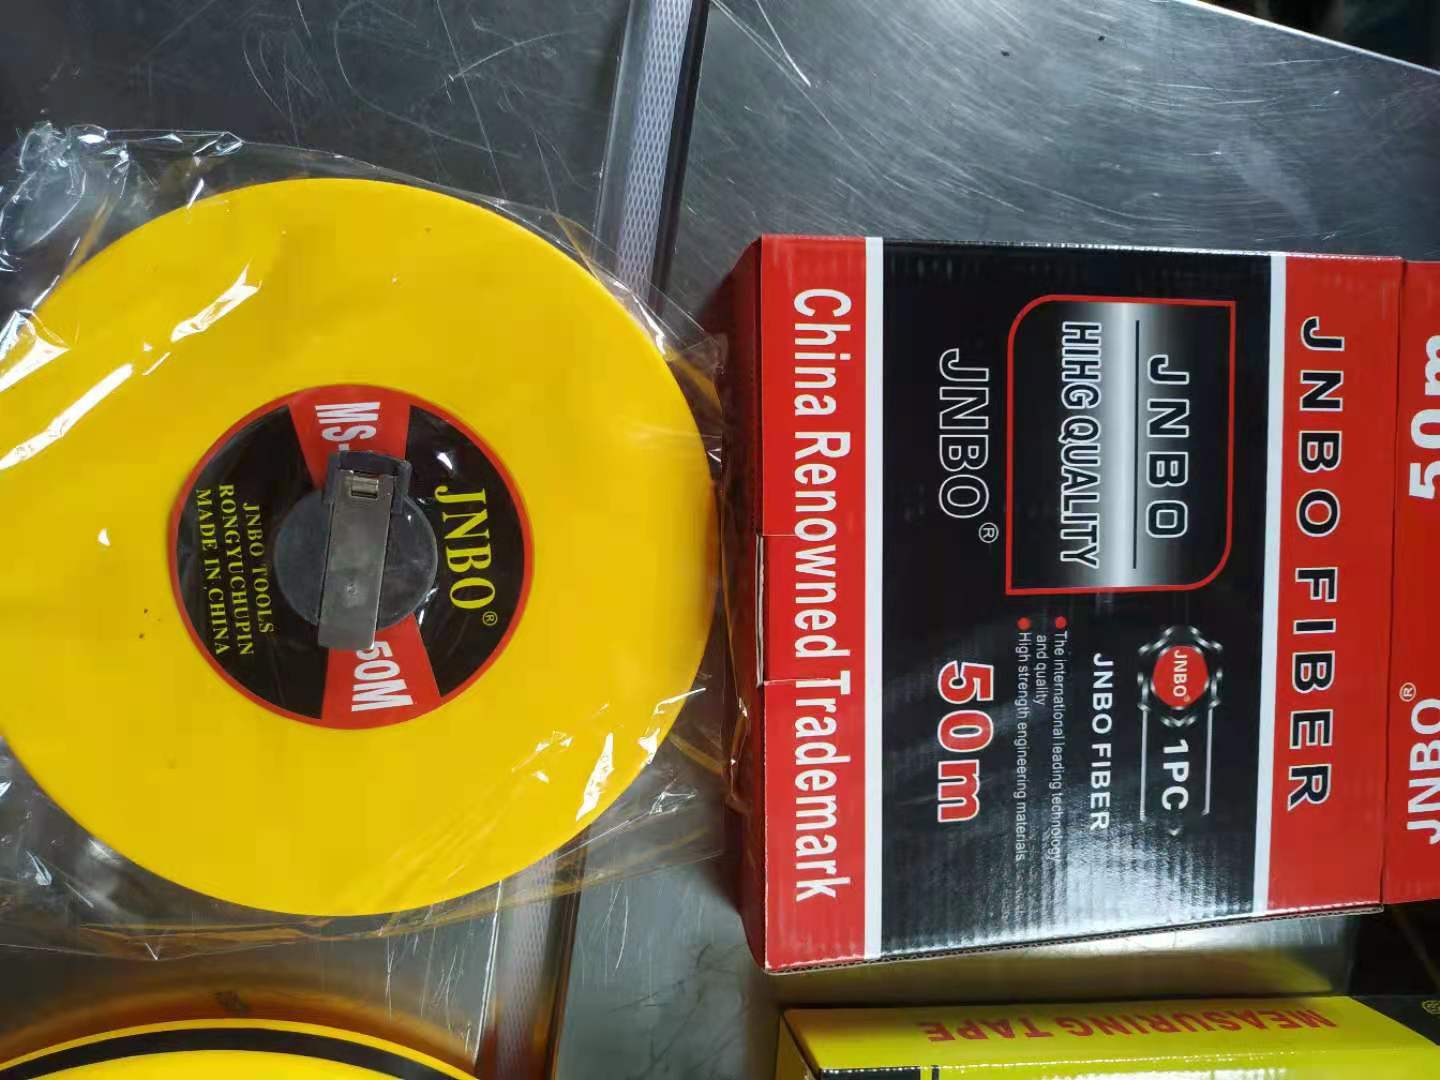 JNBO®
MS-
50M
JNBO TOOLS
RONGYUCHUPIN
MADE IN CHINA
50m
JNBO®
JNBO FIBER
JNBO
HIHG QUALITY
JNBO®
JNBO®
1PC
JNBO FIBER
The international leading technology
and quality
High strength engineering materials
50m
China Renowned Trademark
MEASURING TAPE